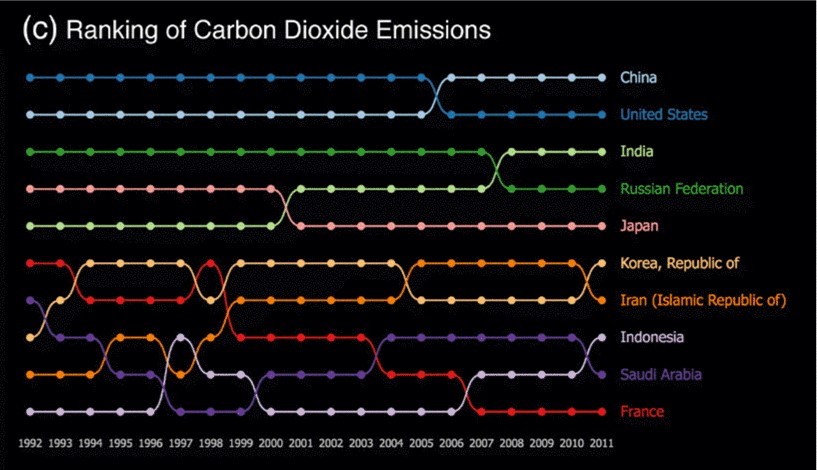 (c) Ranking of Carbon Dioxide Emissions
China
United States
India
Russian Federation
Japan
Korea, Republic of
Iran (Islamic Republic of)
Indonesia
Saudi Arabia
France
1992 1993 1994 1995 1996 1997 1998 1999 2000 2001 2002 2003 2004 2005 2006 2007 2008 2009 2010 2011